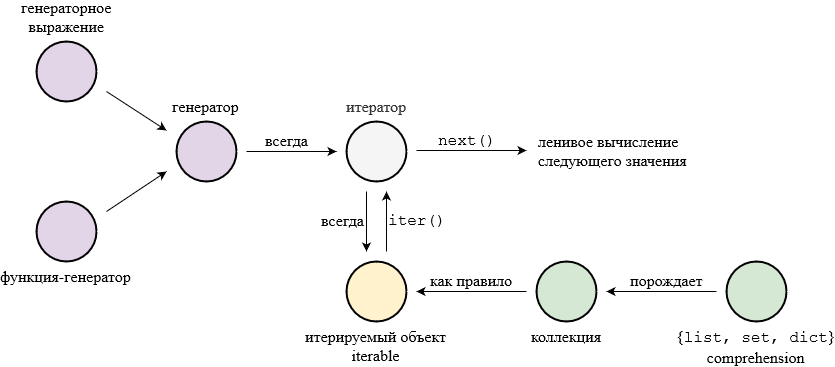 генераторное
выражение
генератор
итератор
всегда
next()
ленивое вычисление
следующего значения
всегда
iter()
функция-генератор
как правило
порождает
итерируемый объект
iterable
коллекция
{list, set, dict}
comprehension